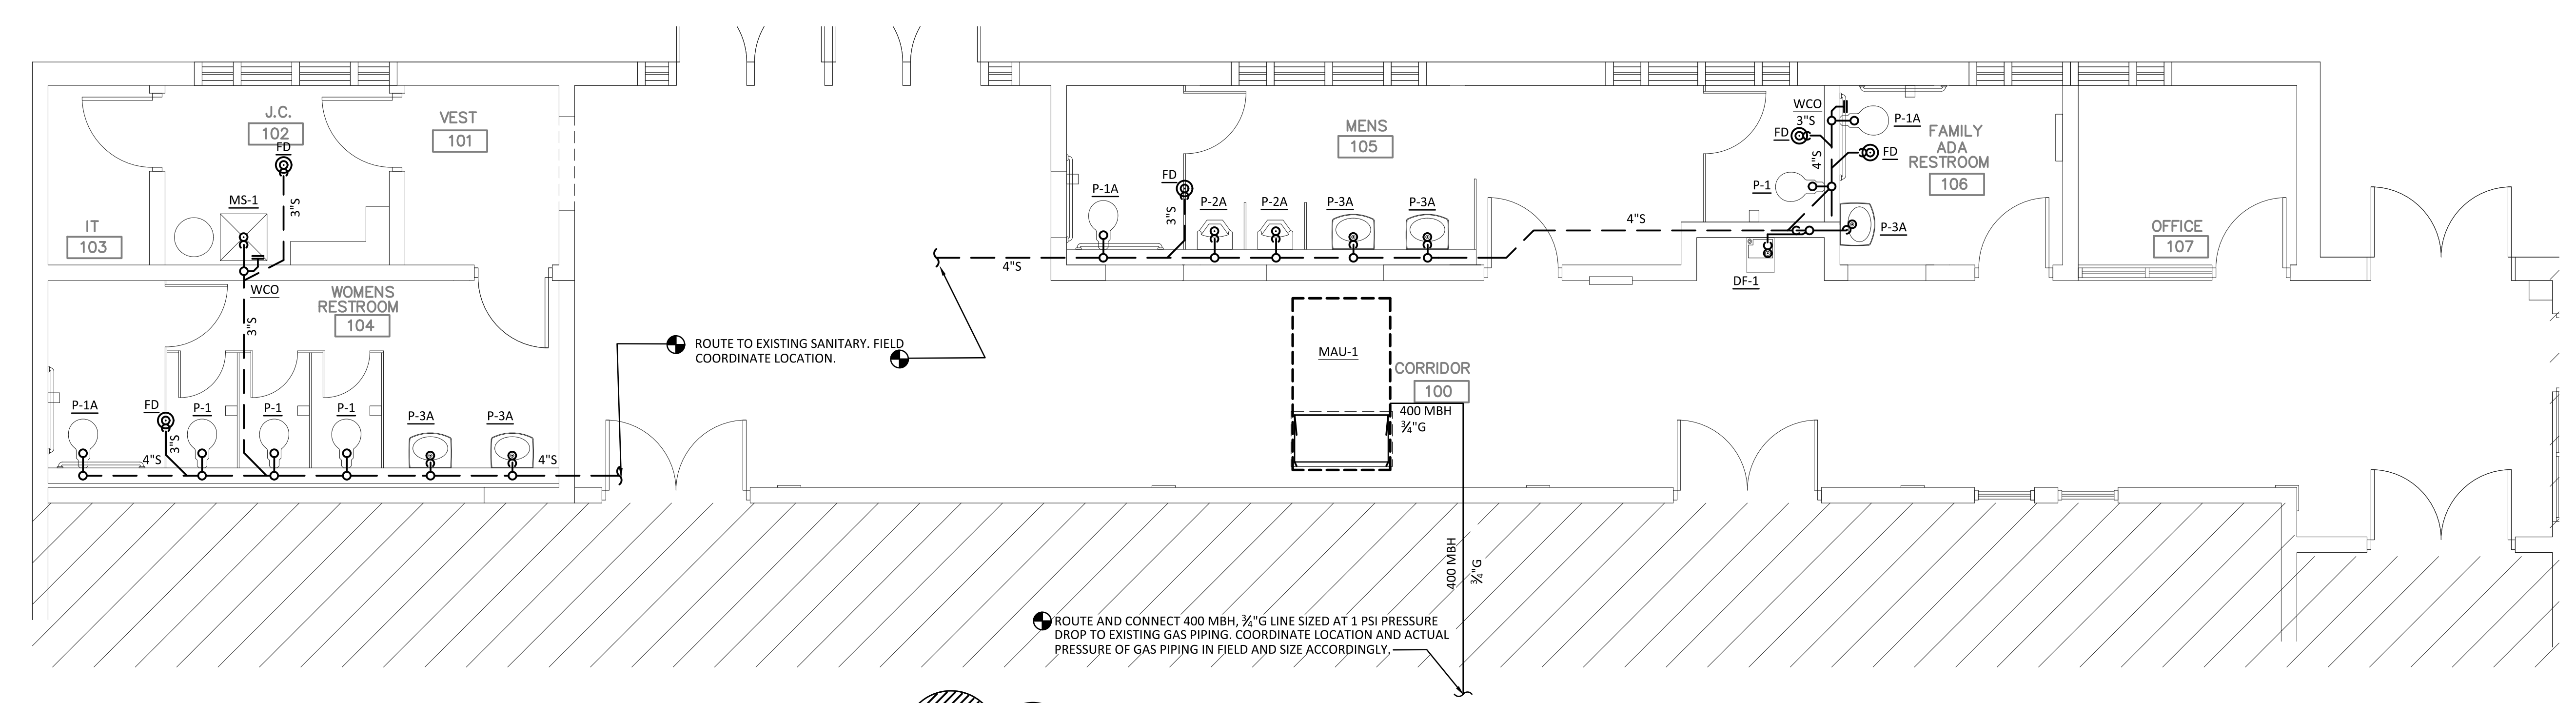 J.C.
102
FD
VEST
101
MS-1
3"S
IT
103
WCO
WOMENS
RESTROOM
104
3"S
P-1A
FD
P-1
P-1
P-1
P-3A
P-3A
3"S
4"S
4"S
ROUTE TO EXISTING SANITARY. FIELD
COORDINATE LOCATION.
4"S
MENS
105
P-1A
FD
3"S
P-2A
P-2A
P-3A
P-3A
4"S
WCO
3"S
FD
4"S
P-1
P-1A
FD
FAMILY
ADA
RESTROOM
106
P-3A
DF-1
OFFICE
107
MAU-1
CORRIDOR
100
400 MBH
¾"G
400 MBH
¾"G
ROUTE AND CONNECT 400 MBH, ¾"G LINE SIZED AT 1 PSI PRESSURE
DROP TO EXISTING GAS PIPING. COORDINATE LOCATION AND ACTUAL
PRESSURE OF GAS PIPING IN FIELD AND SIZE ACCORDINGLY.